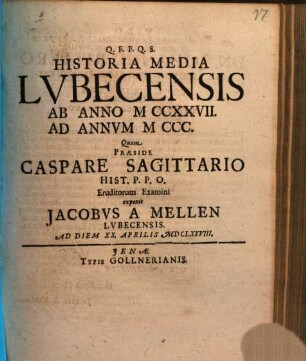 17
Q. F. F. Q. S.
HISTORIA MEDIA
LVBECENSIS
AB ANNO M CCXXVII.
AD ANNVM M CCC.
Quam
PRÆSIDE
CASPARE SAGITTARIO
HIST. P. P. O.
Eruditorum Examini
exponit
JACOBVS A MELLEN
LVBECENSIS.
AD DIEM XX. APRILIS MDCLXXVIII.
JENÆ
TYPIS GOLLNERIANIS.